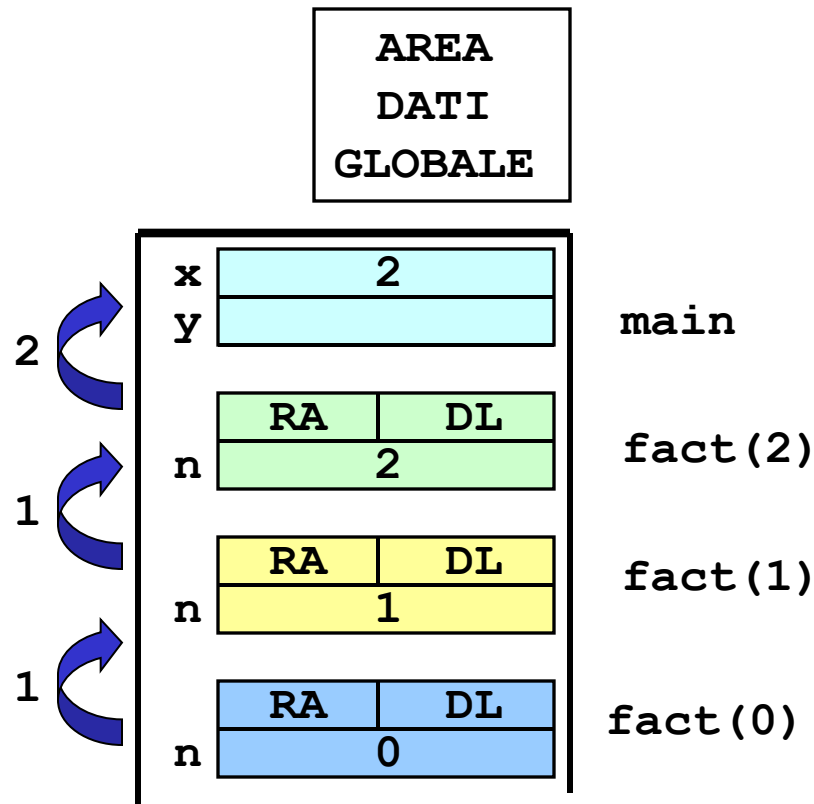 AREA
DATI
GLOBALE
x 2
y
main
2
RA DL
n 2
fact(2)
1
RA DL
n 1
fact(1)
1
RA DL
n 0
fact(0)